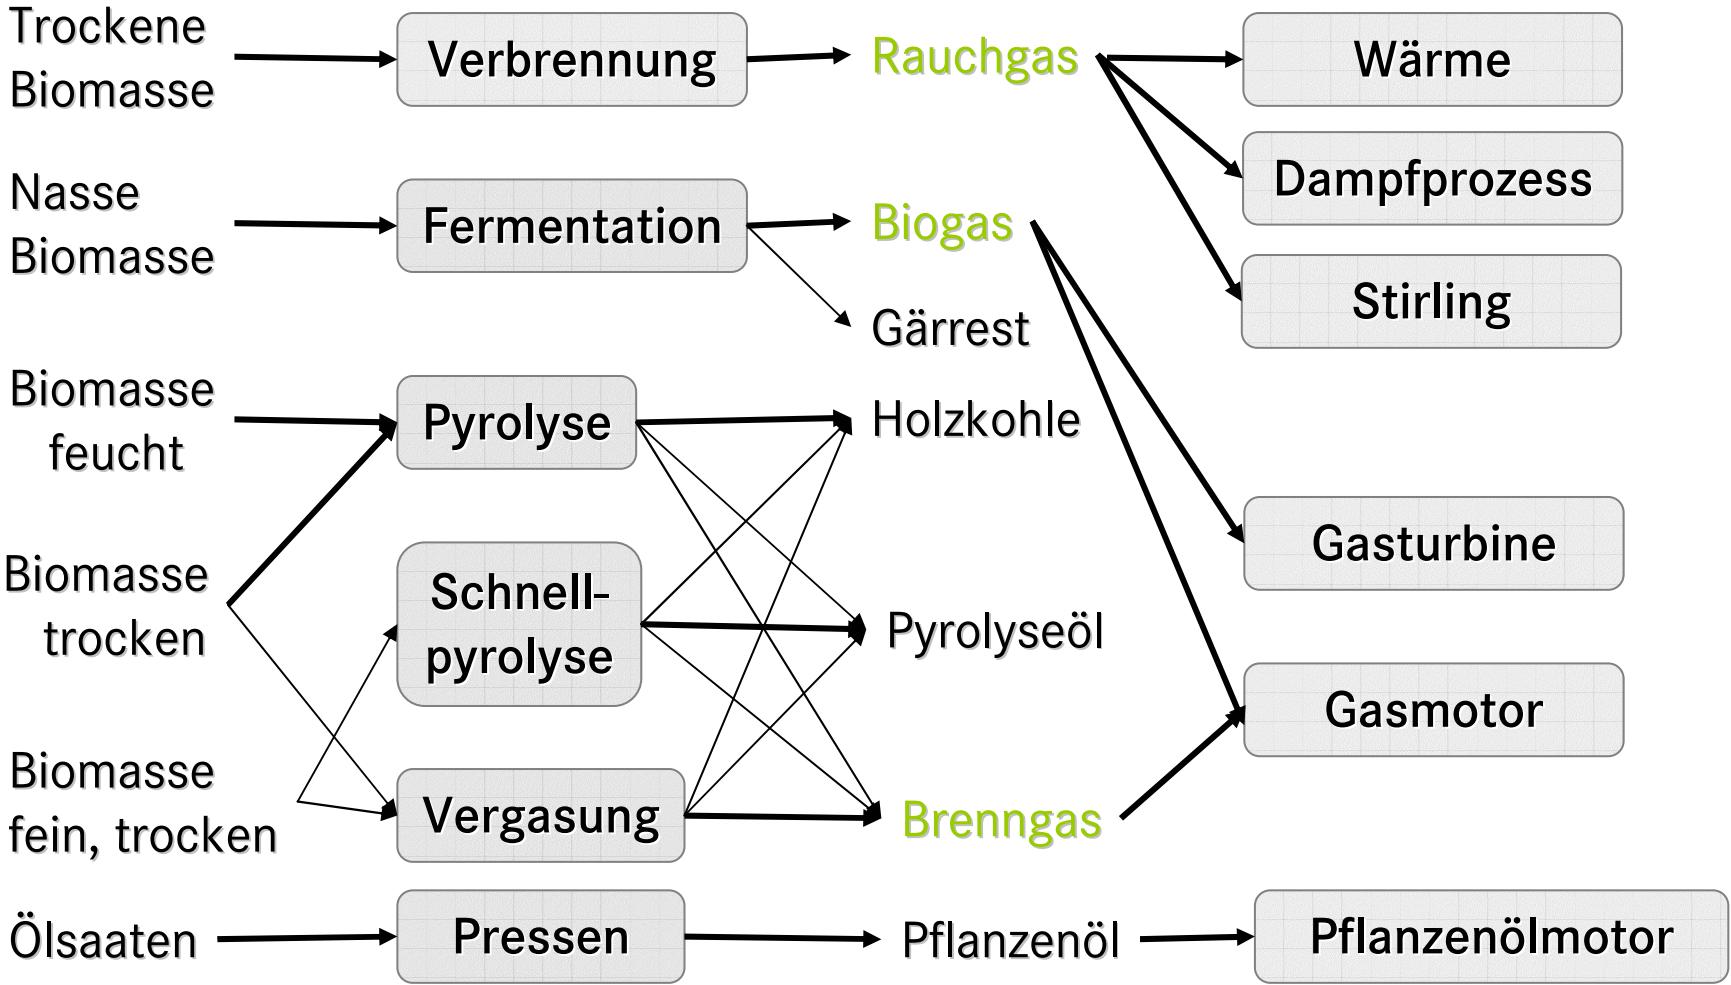 Trockene
Biomasse
Verbrennung
Rauchgas
Wärme
Dampfprozess
Nasse
Biomasse
Fermentation
Biogas
Stirling
Gärrest
Biomasse
feucht
Pyrolyse
Holzkohle
Gasturbine
Biomasse
trocken
Schnell-
pyrolyse
Pyrolyseöl
Gasmotor
Biomasse
fein, trocken
Vergasung
Brenngas
Ölsaaten
Pressen
Pflanzenöl
Pflanzenölmotor